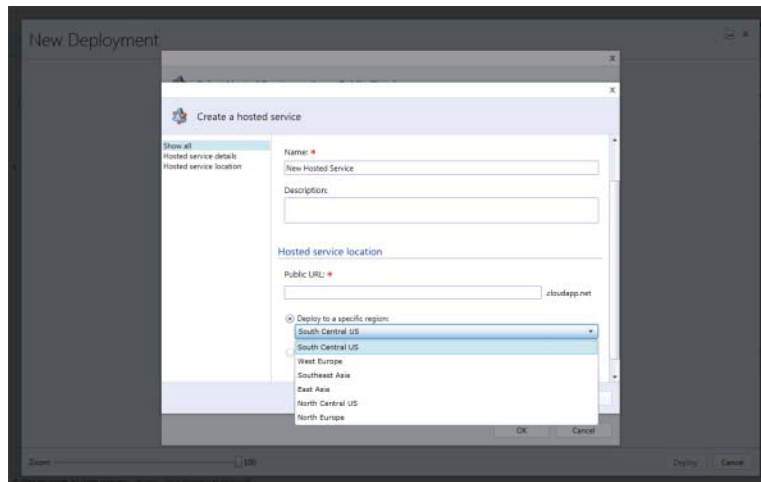 New Deployment
x
x
Create a hosted service
Show all
Hosted service details
Hosted service location
Name: *
New Hosted Service
Description:
Hosted service location
Public URL: *
.cloudapp.net
Deploy to a specific region:
South Central US
South Central US
West Europe
Southeast Asia
East Asia
North Central US
North Europe
OK Cancel
Zoom 100
Deploy Cancel